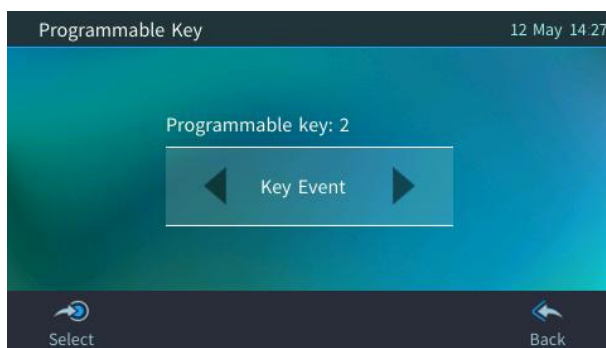 Programmable Key 12 May 14:27
Programmable key: 2
Key Event
Select Back